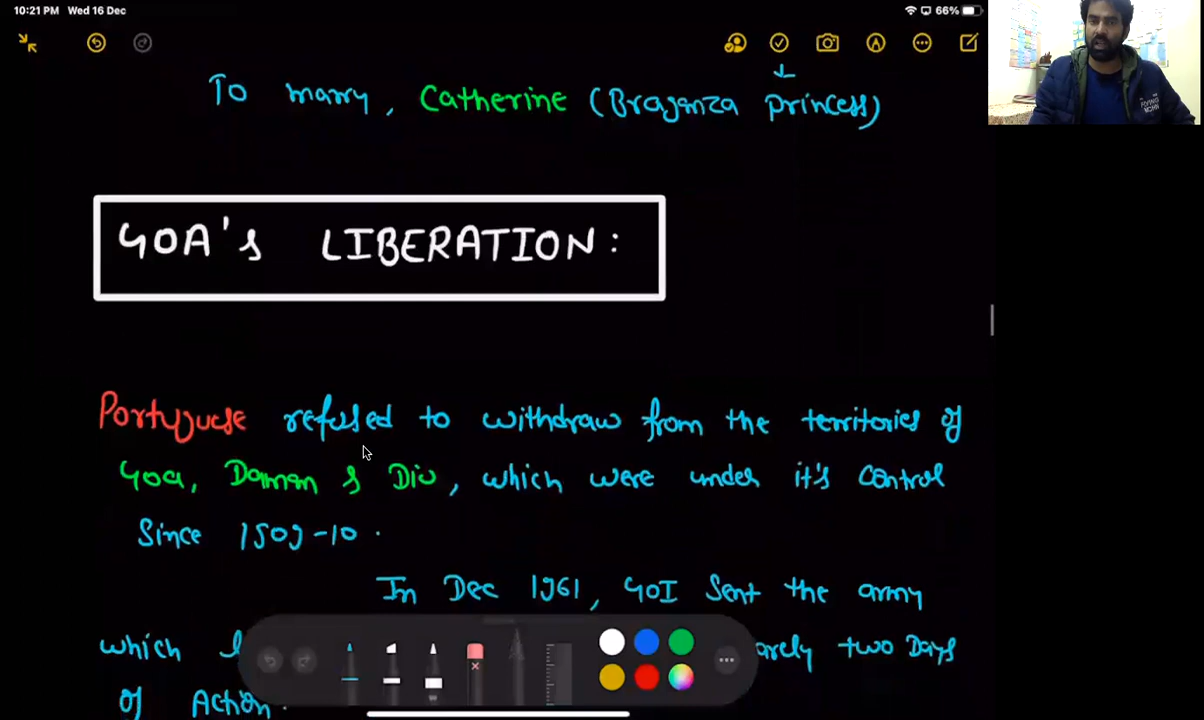 10:21 PM Wed 16 Dec
66%
To marry, Catherine (Braganza princess)
GOA's LIBERATION:
Portuguese refused to withdraw from the territories of
Goa, Daman & Diu, which were under it's control
Since 1509-10.
In Dec 1961, GOI Sent the army
which
two Days
of Action.